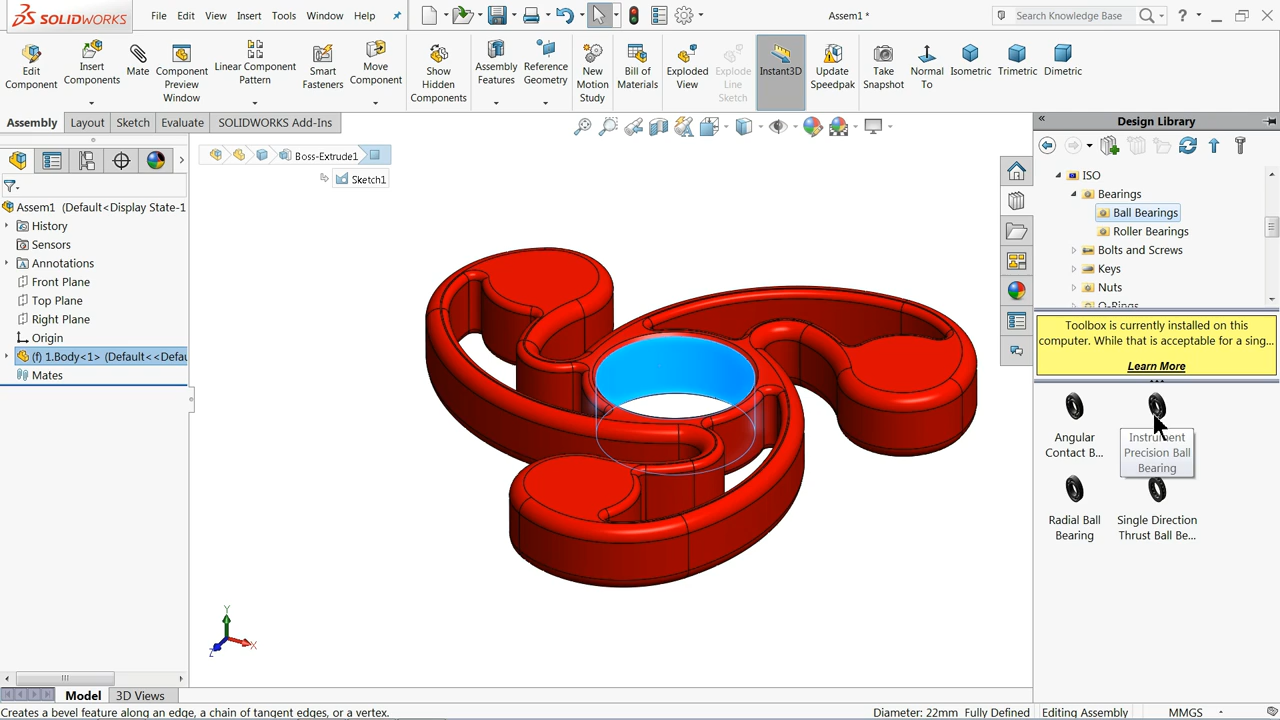 SOLIDWORKS
File Edit View Insert Tools Window Help
Assem1 *
Search Knowledge Base
?
Edit Component
Insert Components
Mate
Component Preview Window
Linear Component Pattern
Smart Fasteners
Move Component
Show Hidden Components
Assembly Features
Reference Geometry
New Motion Study
Bill of Materials
Exploded View
Explode Line Sketch
Instant3D
Update Speedpak
Take Snapshot
Normal To
Isometric
Trimetric
Dimetric
Assembly Layout Sketch Evaluate SOLIDWORKS Add-Ins
Design Library
Boss-Extrude1
Sketch1
Assem1 (Default<Display State-1
History
Sensors
Annotations
Front Plane
Top Plane
Right Plane
Origin
(f) 1.Body<1> (Default<<Defau
Mates
ISO
Bearings
Ball Bearings
Roller Bearings
Bolts and Screws
Keys
Nuts
O-Rings
Toolbox is currently installed on this
computer. While that is acceptable for a sing...
Learn More
Angular
Contact B...
Instrument
Precision Ball
Bearing
Radial Ball
Bearing
Single Direction
Thrust Ball Be...
Y
X
Z
Model 3D Views
Creates a bevel feature along an edge, a chain of tangent edges, or a vertex.
Diameter: 22mm Fully Defined Editing Assembly MMGS